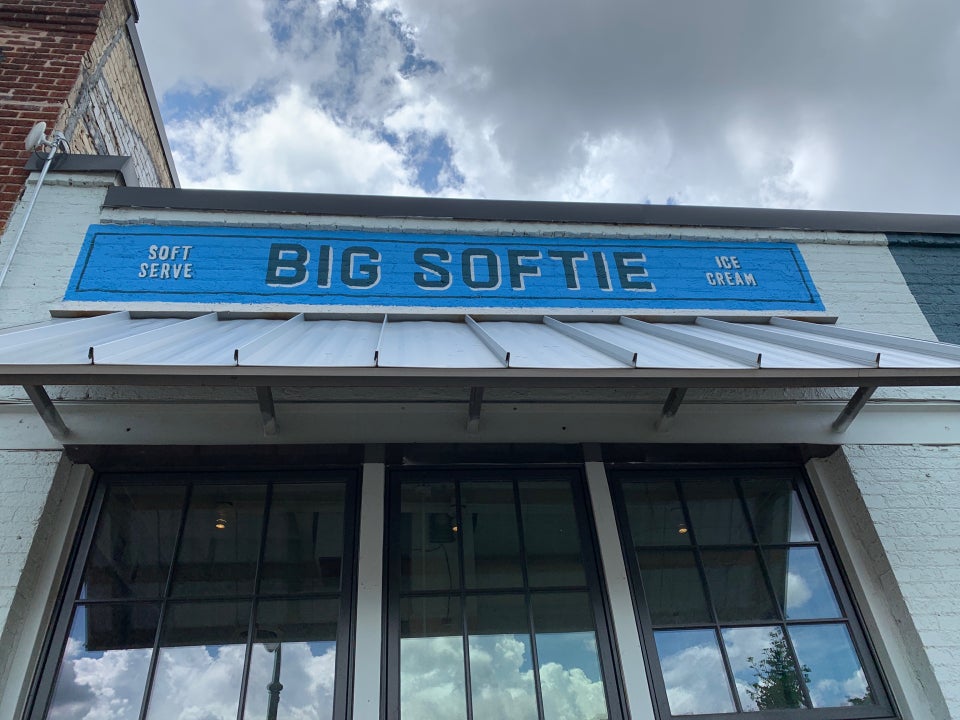 SOFT
SERVE
BIG SOFTIE
ICE
CREAM